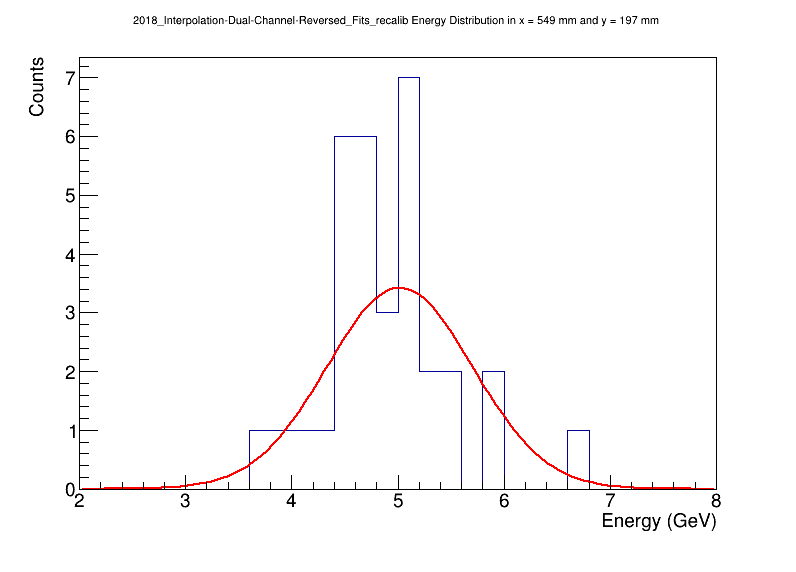 2018_Interpolation-Dual-Channel-Reversed_Fits_recalib Energy Distribution in x = 549 mm and y = 197 mm
Counts
7
6
5
4
3
2
1
0
2 3 4 5 6 7 8
Energy (GeV)